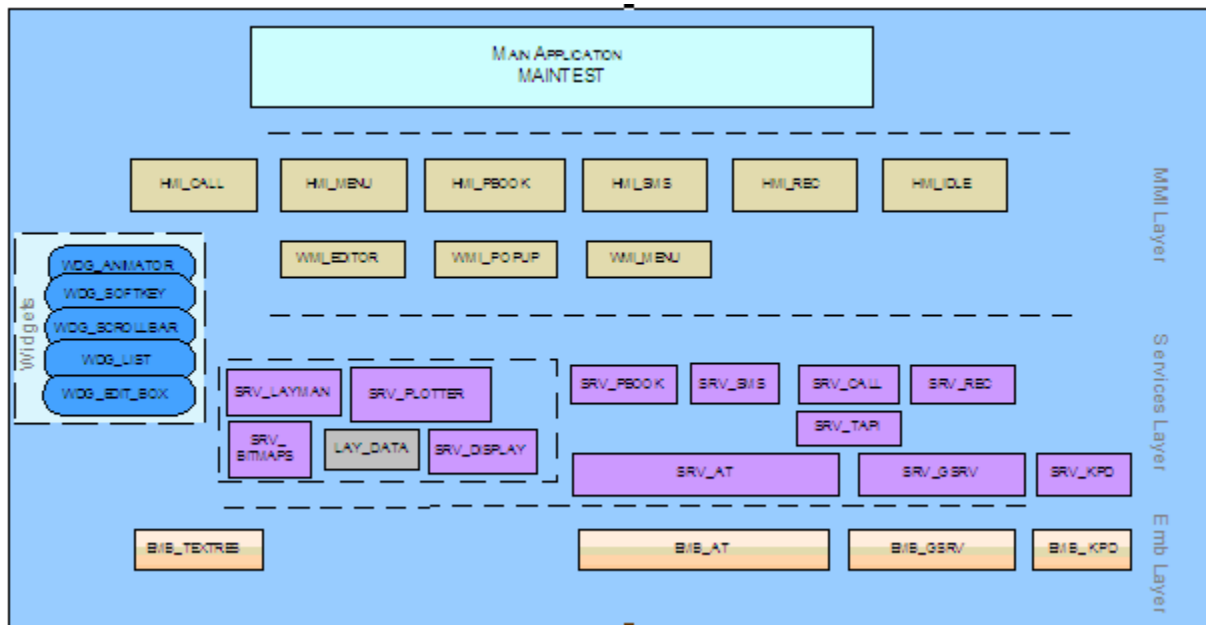 MAIN APPLICATION
MAINTEST
HMI_CALL
HMI_MENU
HMI_PBOOK
HMI_SMS
HMI_REC
HMI_IDLE
MMI Layer
WMI_EDITOR
WMI_POPUP
WMI_MENU
Widgets
WDG_ANIMATOR
WDG_SOFTKEY
WDG_SCROLLBAR
WDG_LIST
WDG_EDIT_BOX
SRV_LAYMAN
SRV_PLOTTER
SRV_
BITMAPS
LAY_DATA
SRV_DISPLAY
SRV_PBOOK
SRV_SMS
SRV_CALL
SRV_REC
SRV_TAPI
SRV_AT
SRV_GSRV
SRV_KPD
Services Layer
EMB_TEXTRES
EMB_AT
EMB_GSRV
EMB_KPD
Emb Layer